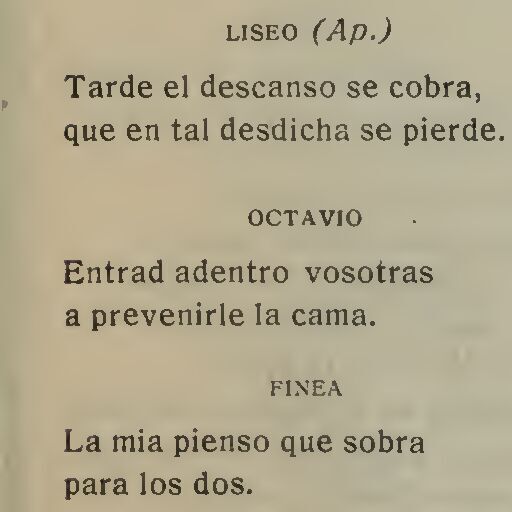 LISEO (Ap.)
Tarde el descanso se cobra,
que en tal desdicha se pierde.
OCTAVIO
Entrad adentro vosotras
a prevenirle la cama.
FINEA
La mia pienso que sobra
para los dos.